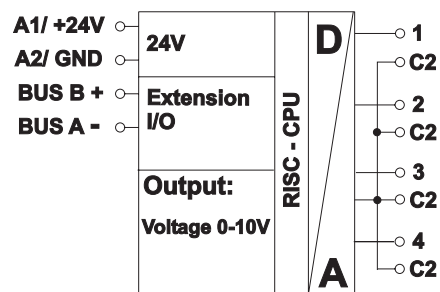 A1/ +24V
A2/ GND
BUS B +
BUS A -
24V
Extension
I/O
Output:
Voltage 0-10V
RISC - CPU
D
A
1
C2
2
C2
3
C2
4
C2